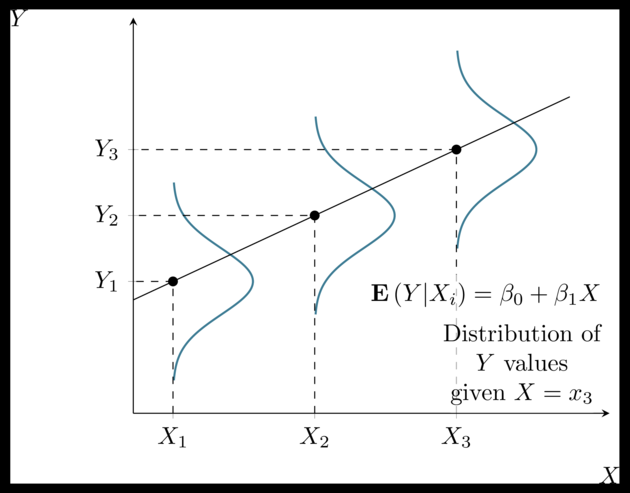 Y
Y₃
Y₂
Y₁
𝐄 (Y|Xᵢ) = β₀ + β₁X
Distribution of
Y values
given X = x₃
X₁ X₂ X₃
X